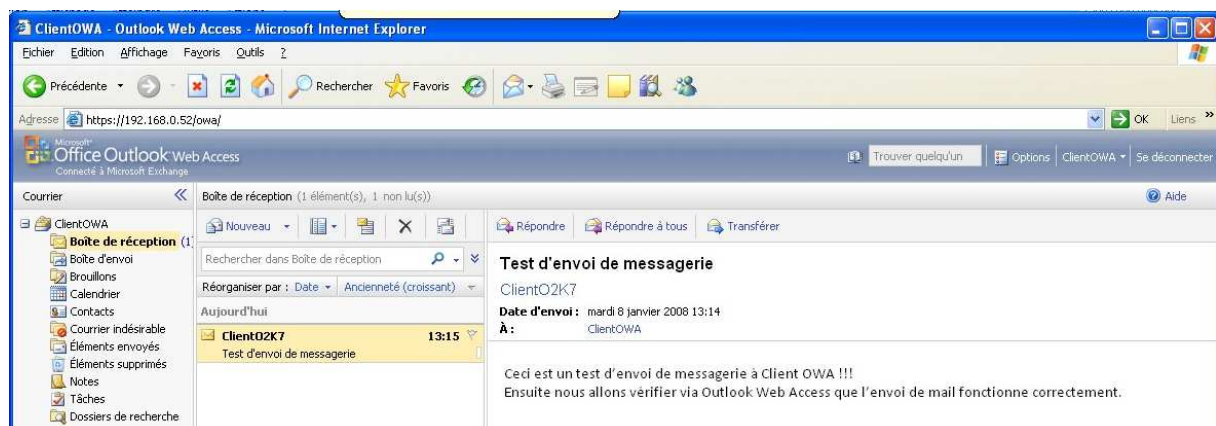 ClientOWA - Outlook Web Access - Microsoft Internet Explorer
Fichier Edition Affichage Favoris Outils ?
Précédente Rechercher Favoris
Adresse https://192.168.0.52/owa/ OK Liens »
Microsoft
Office Outlook Web Access
Connecté à Microsoft Exchange
Trouver quelqu'un Options ClientOWA Se déconnecter
Courrier « Boîte de réception (1 élément(s), 1 non lu(s)) Aide
ClientOWA
Boîte de réception (1)
Boîte d'envoi
Brouillons
Calendrier
Contacts
Courrier indésirable
Éléments envoyés
Éléments supprimés
Notes
Tâches
Dossiers de recherche
Nouveau
Rechercher dans Boîte de réception
Réorganiser par : Date Ancienneté (croissant)
Aujourd'hui
ClientO2K7 13:15
Test d'envoi de messagerie
Répondre Répondre à tous Transférer
Test d'envoi de messagerie
ClientO2K7
Date d'envoi : mardi 8 janvier 2008 13:14
À : ClientOWA
Ceci est un test d'envoi de messagerie à Client OWA !!!
Ensuite nous allons vérifier via Outlook Web Access que l'envoi de mail fonctionne correctement.